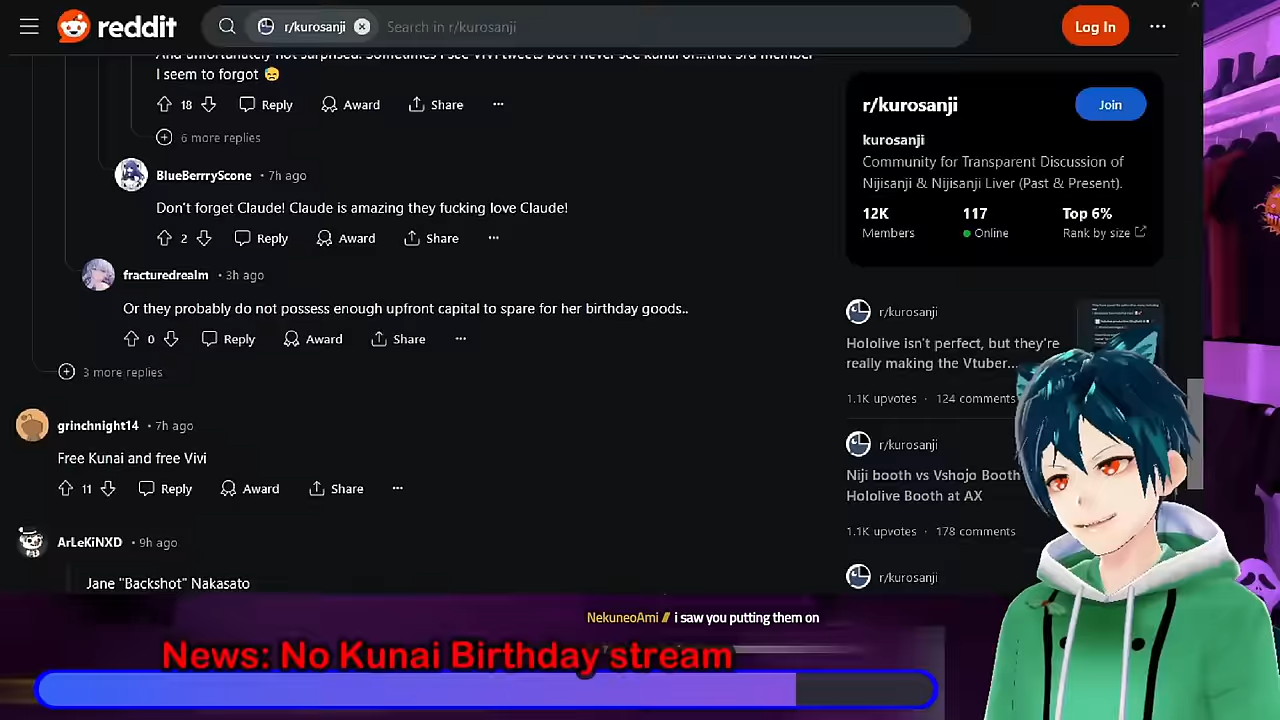 reddit
r/kurosanji
Search in r/kurosanji
Log In
And unfortunately not surprised. Sometimes I see Vivi tweets but I never see kunai or...that 3rd member
I seem to forgot 😥
18 Reply Award Share
6 more replies
BlueBerrryScone • 7h ago
Don't forget Claude! Claude is amazing they fucking love Claude!
2 Reply Award Share
fracturedrealm • 3h ago
Or they probably do not possess enough upfront capital to spare for her birthday goods..
0 Reply Award Share
3 more replies
grinchnight14 • 7h ago
Free Kunai and free Vivi
11 Reply Award Share
ArLeKiNXD • 9h ago
Jane "Backshot" Nakasato
r/kurosanji
Join
kurosanji
Community for Transparent Discussion of
Nijisanji & Nijisanji Liver (Past & Present).
12K 117 Top 6%
Members Online Rank by size
r/kurosanji
Hololive isn't perfect, but they're
really making the Vtuber...
1.1K upvotes · 124 comments
r/kurosanji
Niji booth vs Vshojo Booth
Hololive Booth at AX
1.1K upvotes · 178 comments
r/kurosanji
NekuneoAmi // i saw you putting them on
News: No Kunai Birthday stream